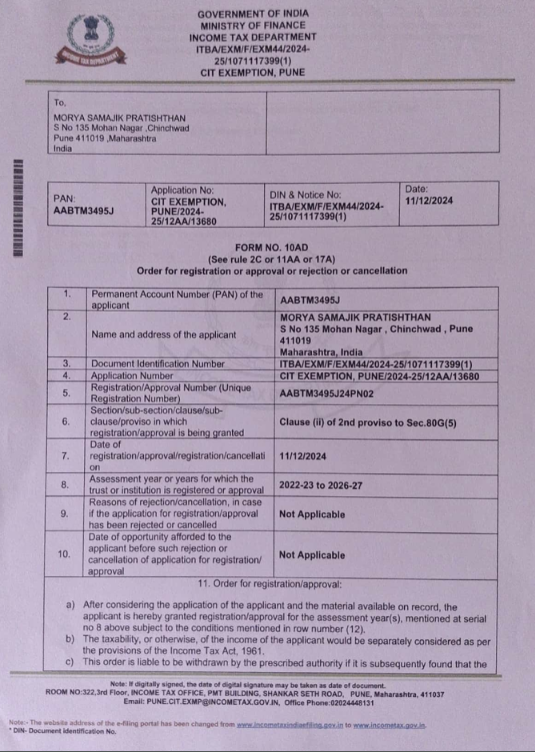 GOVERNMENT OF INDIA
MINISTRY OF FINANCE
INCOME TAX DEPARTMENT
ITBA/EXM/F/EXM44/2024-
25/1071117399(1)
CIT EXEMPTION, PUNE
INCOME TAX DEPARTMENT
To,
MORYA SAMAJIK PRATISHTHAN
S No 135 Mohan Nagar ,Chinchwad
Pune 411019 ,Maharashtra
India
PAN:
AABTM3495J
Application No:
CIT EXEMPTION,
PUNE/2024-
25/12AA/13680
DIN & Notice No:
ITBA/EXM/F/EXM44/2024-
25/1071117399(1)
Date:
11/12/2024
FORM NO. 10AD
(See rule 2C or 11AA or 17A)
Order for registration or approval or rejection or cancellation
1. Permanent Account Number (PAN) of the
applicant
AABTM3495J
2. Name and address of the applicant
MORYA SAMAJIK PRATISHTHAN
S No 135 Mohan Nagar , Chinchwad , Pune
411019
Maharashtra, India
3. Document Identification Number ITBA/EXM/F/EXM44/2024-25/1071117399(1)
4. Application Number CIT EXEMPTION, PUNE/2024-25/12AA/13680
5. Registration/Approval Number (Unique
Registration Number)
AABTM3495J24PN02
6. Section/sub-section/clause/sub-
clause/proviso in which
registration/approval is being granted
Clause (ii) of 2nd proviso to Sec.80G(5)
7. Date of
registration/approval/registration/cancellati
on
11/12/2024
8. Assessment year or years for which the
trust or institution is registered or approval
2022-23 to 2026-27
9. Reasons of rejection/cancellation, in case
if the application for registration/approval
has been rejected or cancelled
Not Applicable
10. Date of opportunity afforded to the
applicant before such rejection or
cancellation of application for registration/
approval
Not Applicable
11. Order for registration/approval:
a) After considering the application of the applicant and the material available on record, the
applicant is hereby granted registration/approval for the assessment year(s), mentioned at serial
no 8 above subject to the conditions mentioned in row number (12).
b) The taxability, or otherwise, of the income of the applicant would be separately considered as per
the provisions of the Income Tax Act, 1961.
c) This order is liable to be withdrawn by the prescribed authority if it is subsequently found that the
Note: If digitally signed, the date of digital signature may be taken as date of document.
ROOM NO:322,3rd Floor, INCOME TAX OFFICE, PMT BUILDING, SHANKAR SETH ROAD, PUNE, Maharashtra, 411037
Email: PUNE.CIT.EXMP@INCOMETAX.GOV.IN, Office Phone:02024448131
Note:- The website address of the e-filing portal has been changed from www.incometaxindiaefiling.gov.in to www.incometax.gov.in.
* DIN- Document identification No.